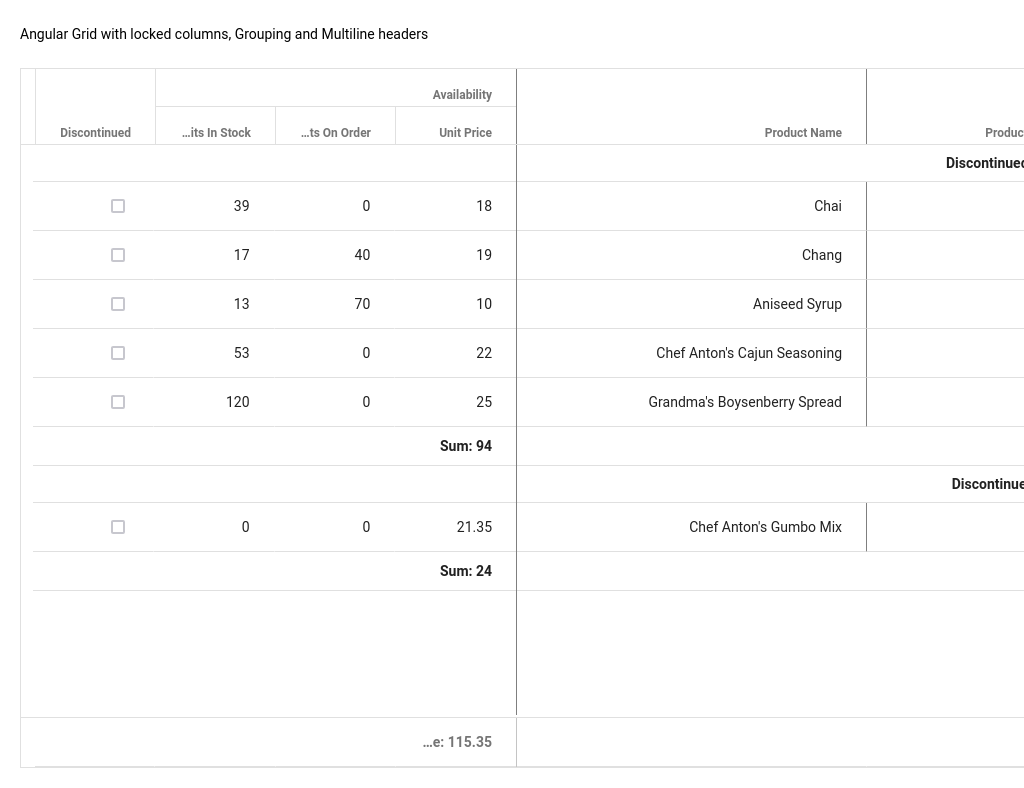 Angular Grid with locked columns, Grouping and Multiline headers
Availability
Discontinued ...its In Stock ...ts On Order Unit Price Product Name Produc
Discontinued
39 0 18 Chai
17 40 19 Chang
13 70 10 Aniseed Syrup
53 0 22 Chef Anton's Cajun Seasoning
120 0 25 Grandma's Boysenberry Spread
Sum: 94
Discontinue
0 0 21.35 Chef Anton's Gumbo Mix
Sum: 24
...e: 115.35